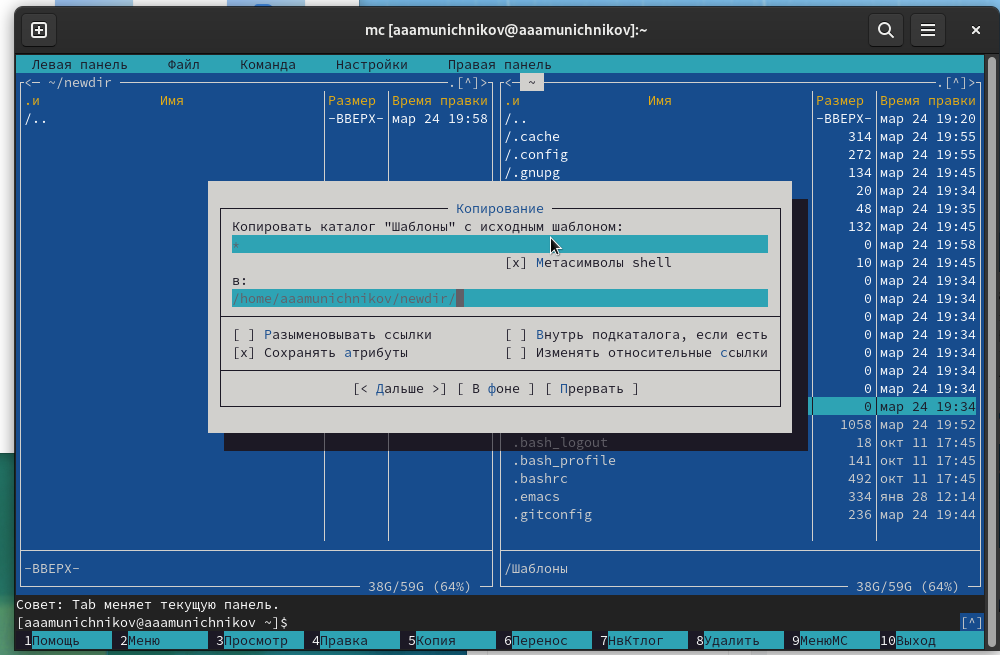 mc [aaamunichnikov@aaamunichnikov]:~
Левая панель Файл Команда Настройки Правая панель
<─ ~/newdir .[^]> <─ ~ .[^]>
.и Имя Размер Время правки .и Имя Размер Время правки
/.. -ВВЕРХ- мар 24 19:58 /.. -ВВЕРХ- мар 24 19:20
/.cache 314 мар 24 19:55
/.config 272 мар 24 19:55
/.gnupg 134 мар 24 19:45
20 мар 24 19:34
48 мар 24 19:35
132 мар 24 19:45
0 мар 24 19:58
10 мар 24 19:45
0 мар 24 19:34
0 мар 24 19:34
0 мар 24 19:34
0 мар 24 19:34
0 мар 24 19:34
0 мар 24 19:34
0 мар 24 19:34
0 мар 24 19:34
1058 мар 24 19:52
.bash_logout 18 окт 11 17:45
.bash_profile 141 окт 11 17:45
.bashrc 492 окт 11 17:45
.emacs 334 янв 28 12:14
.gitconfig 236 мар 24 19:44
Копирование
Копировать каталог "Шаблоны" с исходным шаблоном:
*
[x] Метасимволы shell
в:
/home/aaamunichnikov/newdir/
[ ] Разыменовывать ссылки [ ] Внутрь подкаталога, если есть
[x] Сохранять атрибуты [ ] Изменять относительные ссылки
[< Дальше >] [ В фоне ] [ Прервать ]
-ВВЕРХ- /Шаблоны
38G/59G (64%) 38G/59G (64%)
Совет: Tab меняет текущую панель.
[aaamunichnikov@aaamunichnikov ~]$ [^]
1Помощь 2Меню 3Просмотр 4Правка 5Копия 6Перенос 7НвКтлог 8Удалить 9МенюMC 10Выход